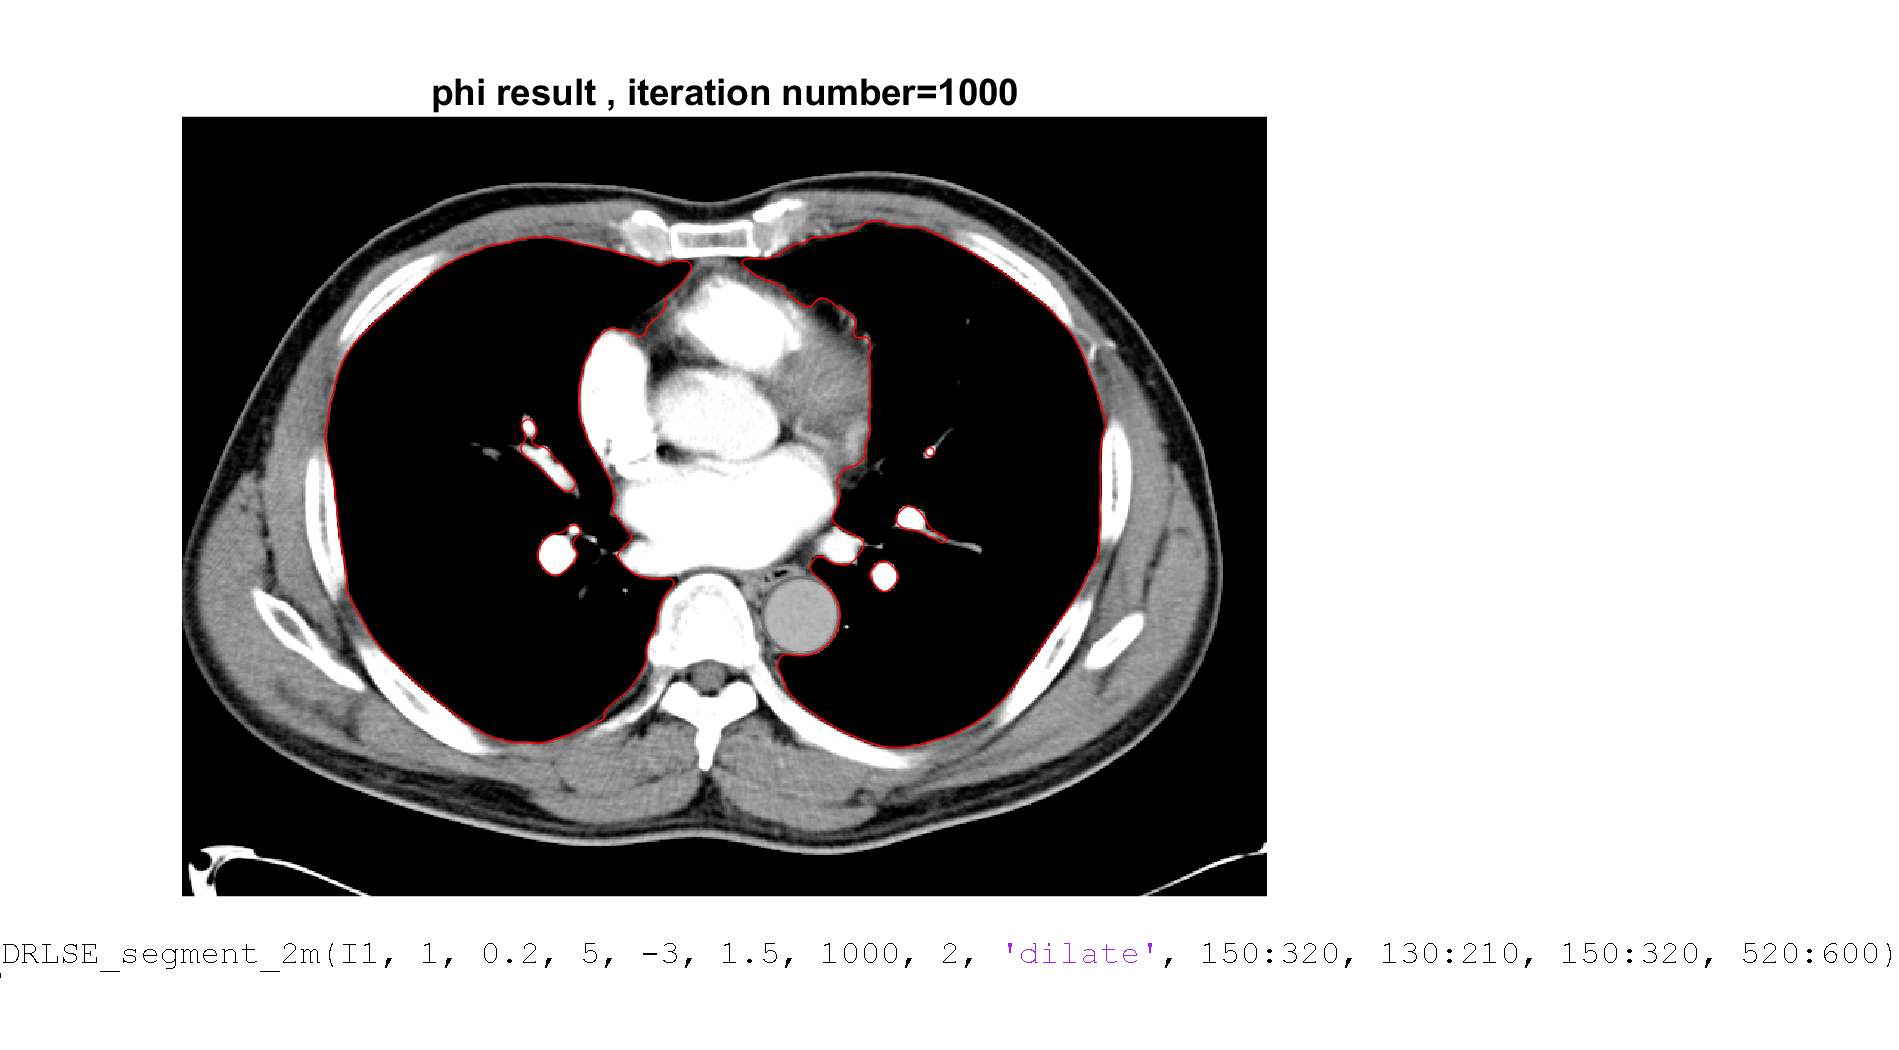 phi result , iteration number=1000
DRLSE_segment_2m(I1, 1, 0.2, 5, -3, 1.5, 1000, 2, 'dilate', 150:320, 130:210, 150:320, 520:600)